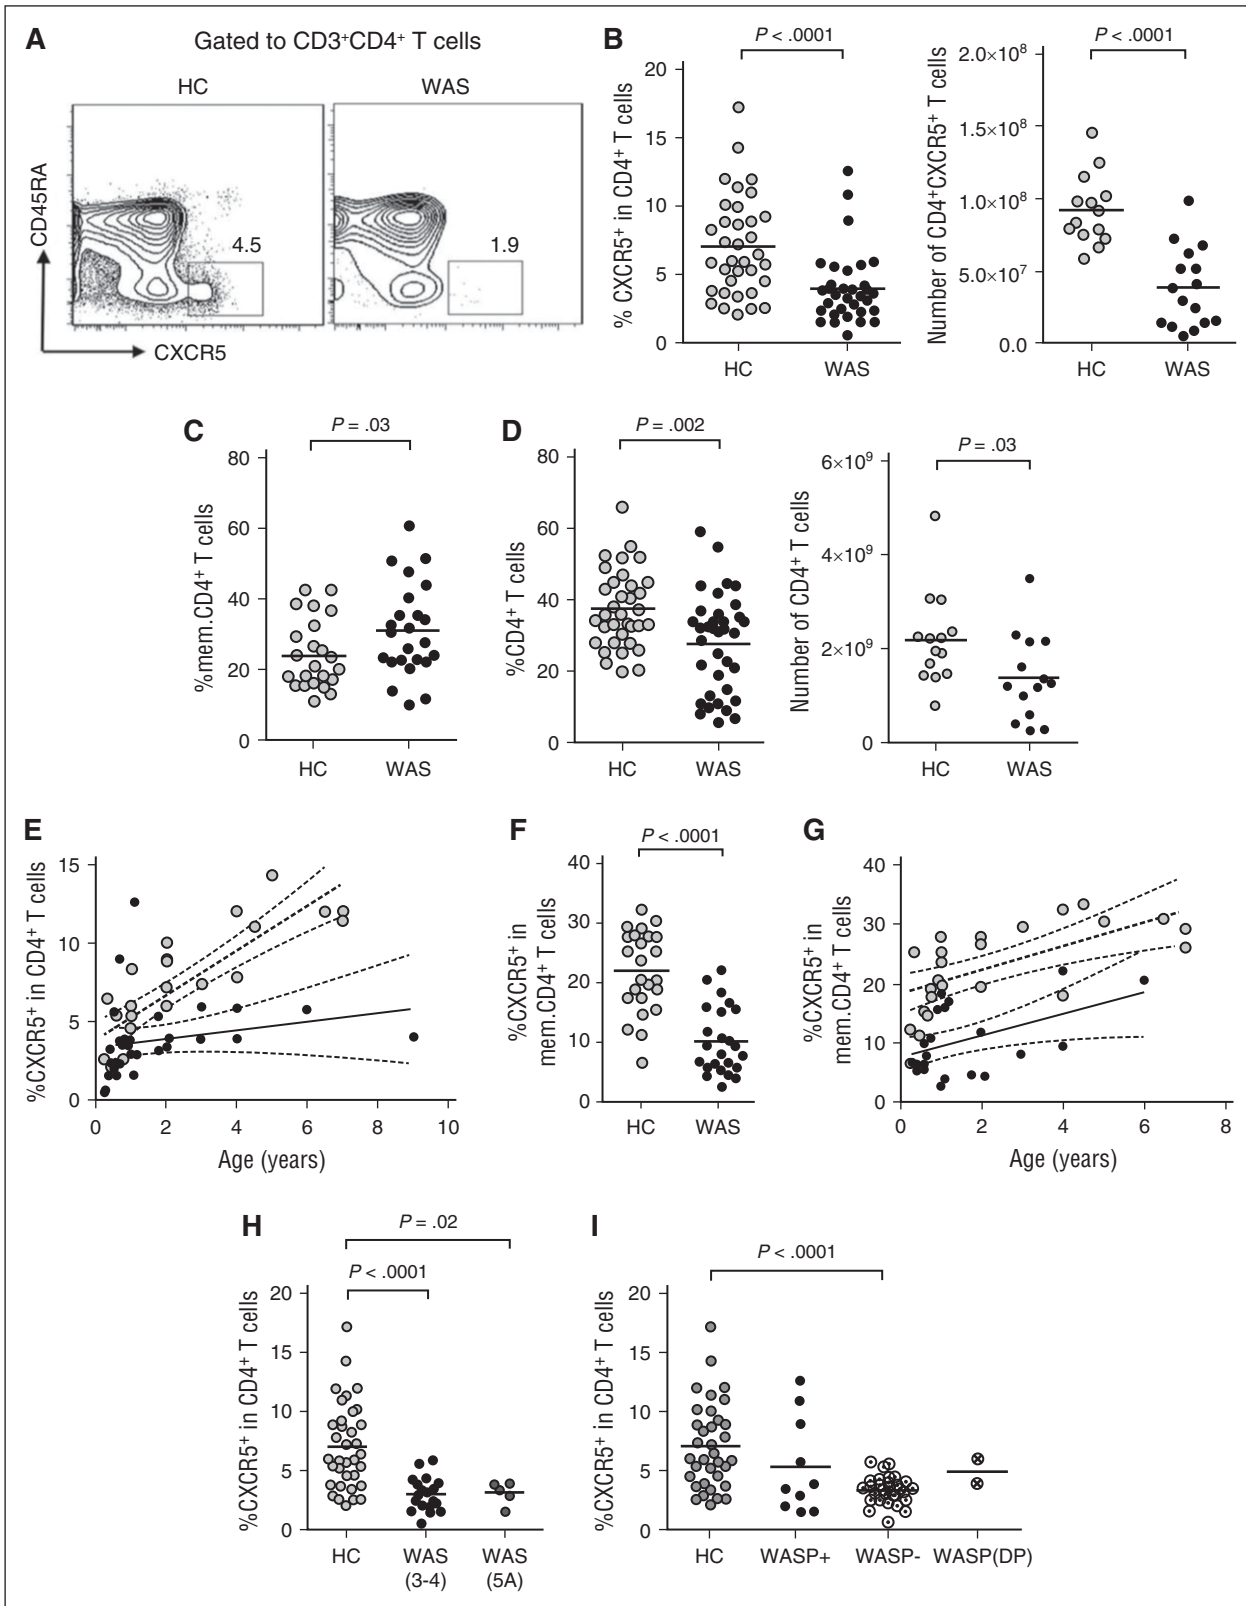 A
Gated to CD3⁺CD4⁺ T cells
HC
WAS
CD45RA
4.5
1.9
CXCR5
B
P < .0001
% CXCR5⁺ in CD4⁺ T cells
20
15
10
5
0
HC
WAS
P < .0001
Number of CD4⁺CXCR5⁺ T cells
2.0×10⁸
1.5×10⁸
1.0×10⁸
5.0×10⁷
0.0
HC
WAS
C
P = .03
%mem.CD4⁺ T cells
80
60
40
20
0
HC
WAS
D
P = .002
%CD4⁺ T cells
80
60
40
20
0
HC
WAS
P = .03
Number of CD4⁺ T cells
6×10⁹
4×10⁹
2×10⁹
0
HC
WAS
E
%CXCR5⁺ in CD4⁺ T cells
15
10
5
0
0 2 4 6 8 10
Age (years)
F
P < .0001
%CXCR5⁺ in
mem.CD4⁺ T cells
40
30
20
10
0
HC
WAS
G
%CXCR5⁺ in
mem.CD4⁺ T cells
40
30
20
10
0
0 2 4 6 8
Age (years)
H
P = .02
P < .0001
%CXCR5⁺ in CD4⁺ T cells
20
15
10
5
0
HC
WAS
(3-4)
WAS
(5A)
I
P < .0001
%CXCR5⁺ in CD4⁺ T cells
20
15
10
5
0
HC
WASP+
WASP-
WASP(DP)